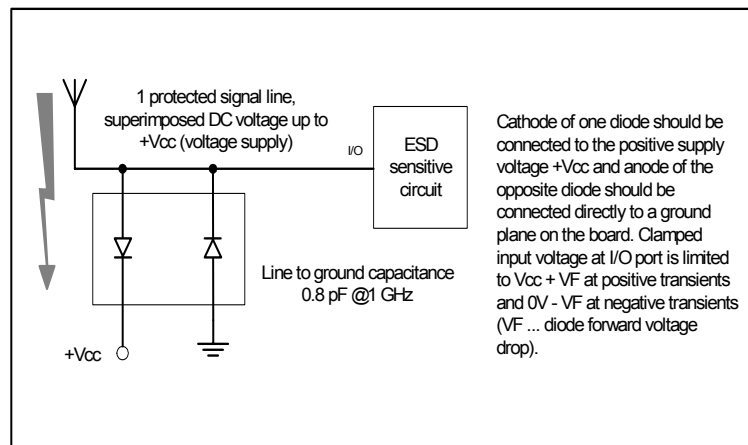 1 protected signal line,
superimposed DC voltage up to
+Vcc (voltage supply)
I/O
ESD
sensitive
circuit
Line to ground capacitance
0.8 pF @1 GHz
+Vcc
Cathode of one diode should be
connected to the positive supply
voltage +Vcc and anode of the
opposite diode should be
connected directly to a ground
plane on the board. Clamped
input voltage at I/O port is limited
to Vcc + VF at positive transients
and 0V - VF at negative transients
(VF ... diode forward voltage
drop).